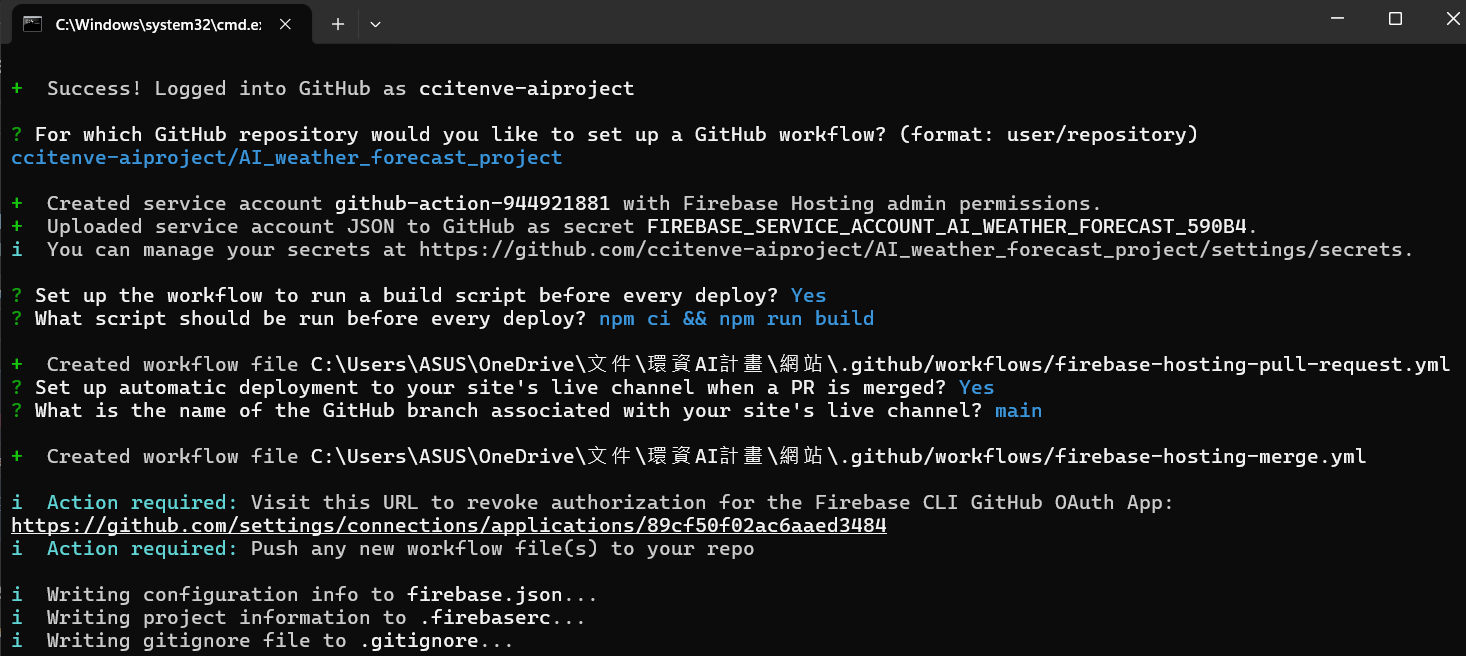 C:\Windows\system32\cmd.e
+ Success! Logged into GitHub as ccitenve-aiproject
? For which GitHub repository would you like to set up a GitHub workflow? (format: user/repository)
ccitenve-aiproject/AI_weather_forecast_project
+ Created service account github-action-944921881 with Firebase Hosting admin permissions.
+ Uploaded service account JSON to GitHub as secret FIREBASE_SERVICE_ACCOUNT_AI_WEATHER_FORECAST_590B4.
i You can manage your secrets at https://github.com/ccitenve-aiproject/AI_weather_forecast_project/settings/secrets.
? Set up the workflow to run a build script before every deploy? Yes
? What script should be run before every deploy? npm ci && npm run build
+ Created workflow file C:\Users\ASUS\OneDrive\文件\環資AI計畫\網站\.github/workflows/firebase-hosting-pull-request.yml
? Set up automatic deployment to your site's live channel when a PR is merged? Yes
? What is the name of the GitHub branch associated with your site's live channel? main
+ Created workflow file C:\Users\ASUS\OneDrive\文件\環資AI計畫\網站\.github/workflows/firebase-hosting-merge.yml
i Action required: Visit this URL to revoke authorization for the Firebase CLI GitHub OAuth App:
https://github.com/settings/connections/applications/89cf50f02ac6aaed3484
i Action required: Push any new workflow file(s) to your repo
i Writing configuration info to firebase.json...
i Writing project information to .firebaserc...
i Writing gitignore file to .gitignore...